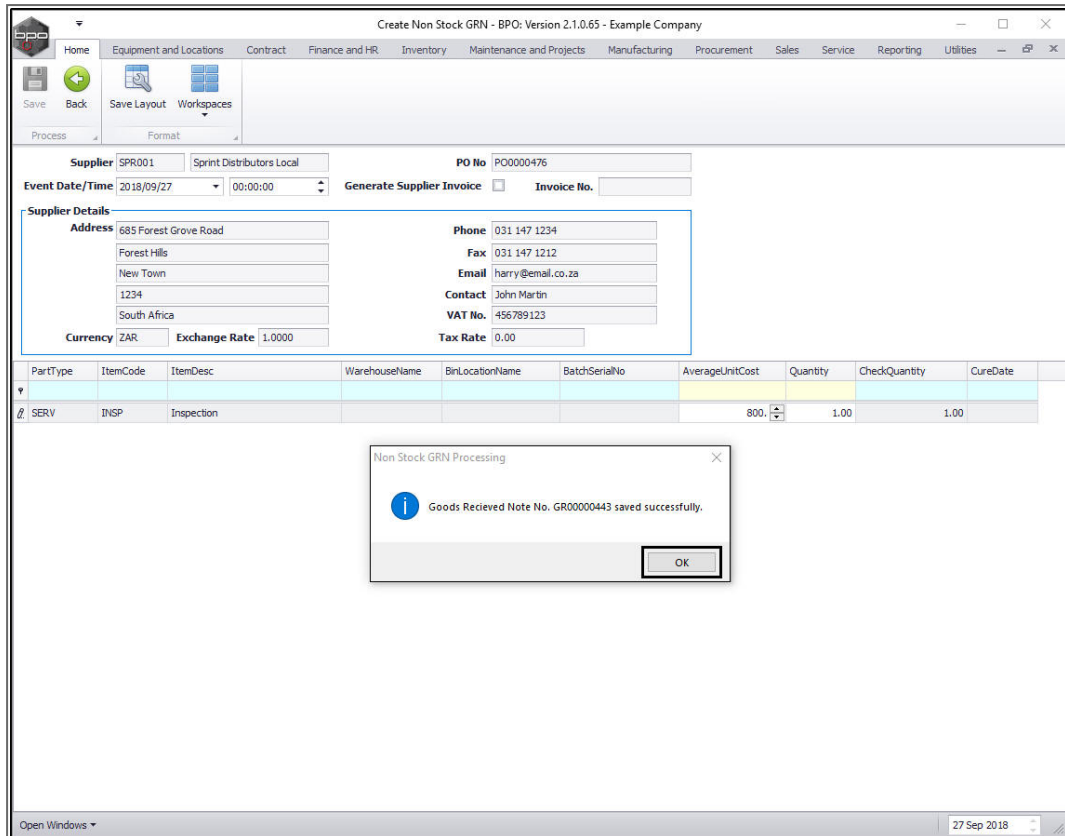 Create Non Stock GRN - BPO: Version 2.1.0.65 - Example Company
bpo
Home Equipment and Locations Contract Finance and HR Inventory Maintenance and Projects Manufacturing Procurement Sales Service Reporting Utilities
Save Back Save Layout Workspaces
Process Format
Supplier SPR001 Sprint Distributors Local PO No PO0000476
Event Date/Time 2018/09/27 00:00:00 Generate Supplier Invoice Invoice No.
Supplier Details
Address 685 Forest Grove Road Phone 031 147 1234
Forest Hills Fax 031 147 1212
New Town Email harry@email.co.za
1234 Contact John Martin
South Africa VAT No. 456789123
Currency ZAR Exchange Rate 1.0000 Tax Rate 0.00
PartType ItemCode ItemDesc WarehouseName BinLocationName BatchSerialNo AverageUnitCost Quantity CheckQuantity CureDate
SERV INSP Inspection 800. 1.00 1.00
Non Stock GRN Processing
Goods Recieved Note No. GR00000443 saved successfully.
OK
Open Windows 27 Sep 2018